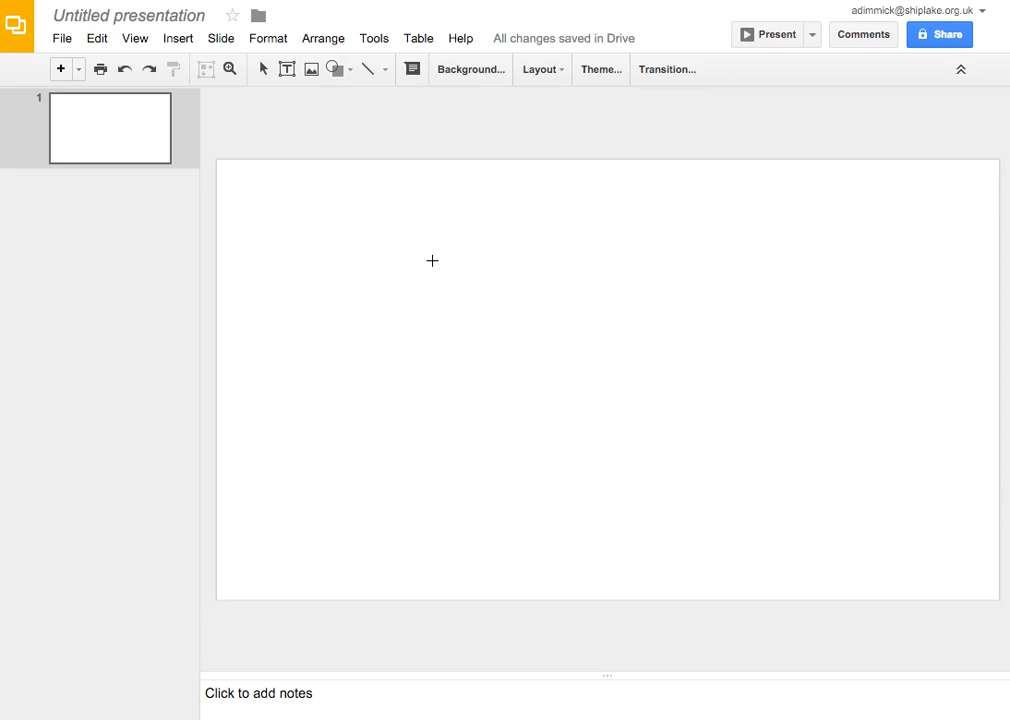 Untitled presentation
adimmick@shiplake.org.uk
File Edit View Insert Slide Format Arrange Tools Table Help All changes saved in Drive
Present Comments Share
Background... Layout Theme... Transition...
1
Click to add notes